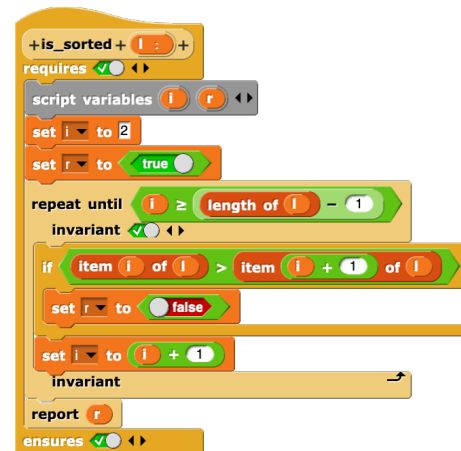 +is_sorted+ l : +
requires
script variables i r
set i to 2
set r to true
repeat until i ≥ length of l − 1
invariant
if item i of l > item i + 1 of l
set r to false
set i to i + 1
invariant
report r
ensures